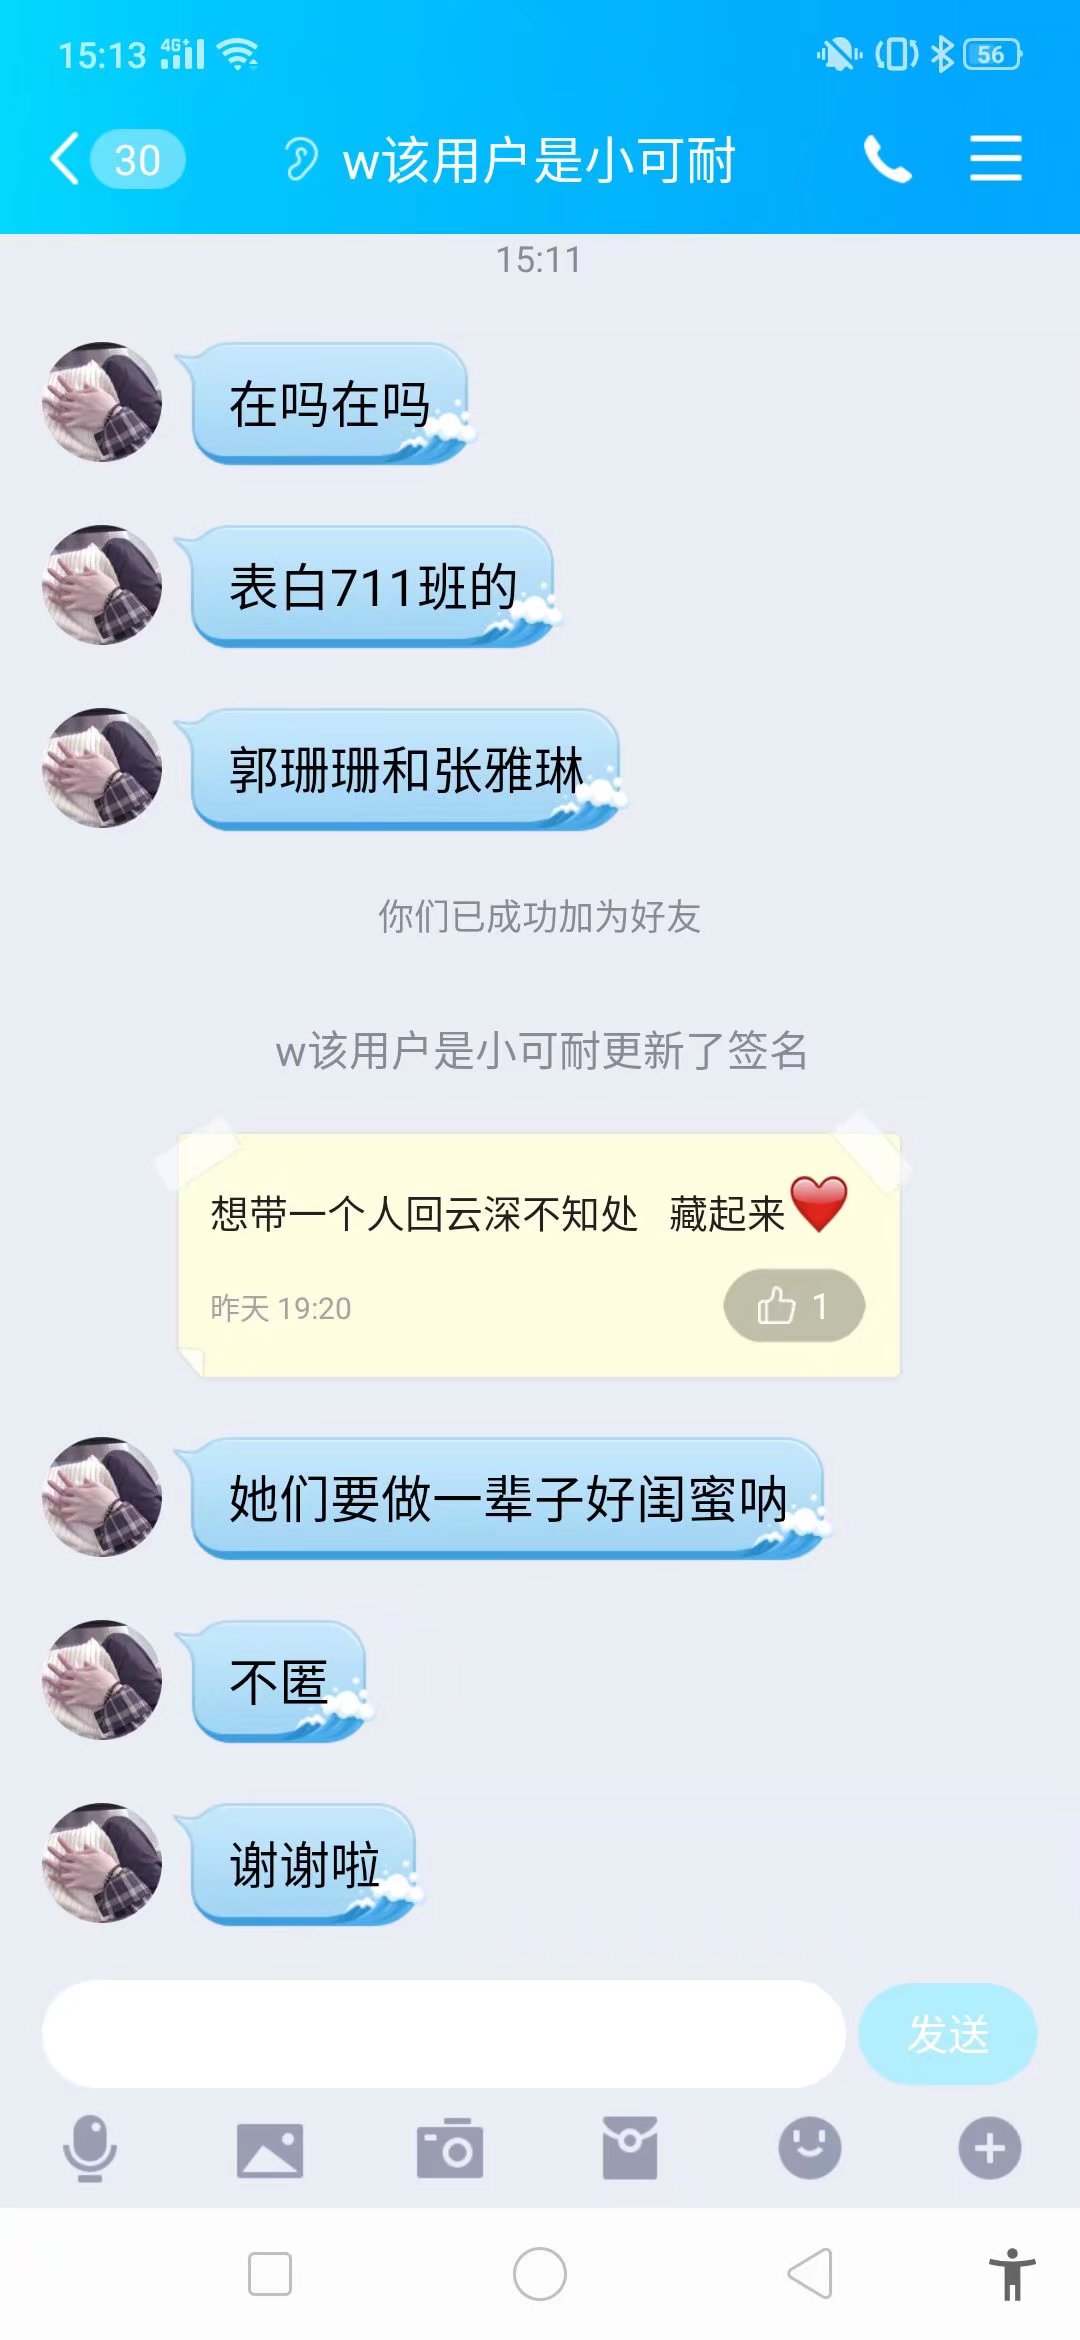 15:13 4G+ 56
30 w该用户是小可耐
15:11
在吗在吗
表白711班的
郭珊珊和张雅琳
你们已成功加为好友
w该用户是小可耐更新了签名
想带一个人回云深不知处 藏起来❤️
昨天 19:20 1
她们要做一辈子好闺蜜呐
不匿
谢谢啦
发送